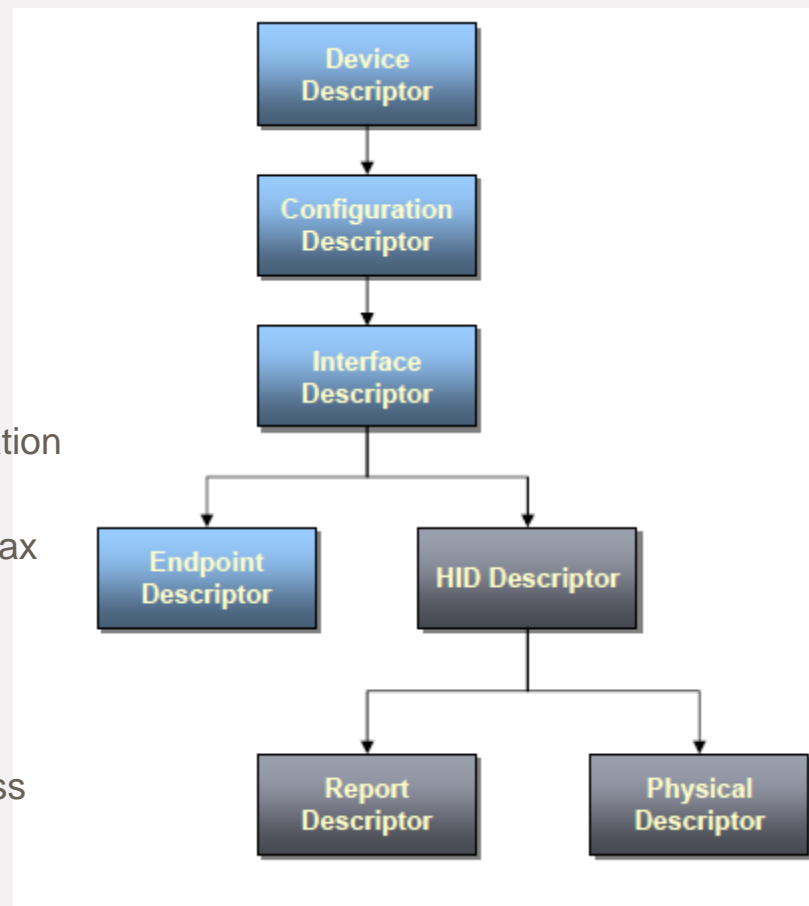 Device
Descriptor
Configuration
Descriptor
Interface
Descriptor
tion
ax
Endpoint
Descriptor
HID Descriptor
ss
Report
Descriptor
Physical
Descriptor